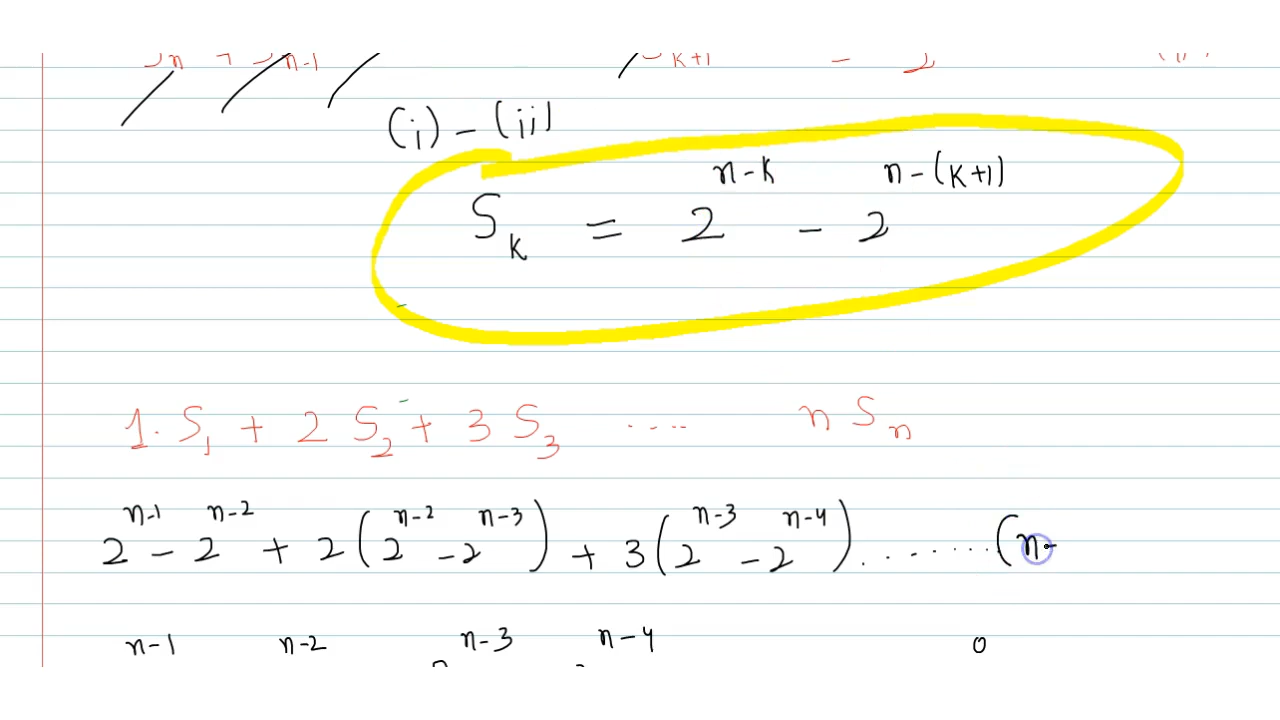 (i) - (ii)
S_k = 2^{n-k} - 2^{n-(k+1)}
1. S_1 + 2 S_2 + 3 S_3 .... n S_n
2^{n-1} - 2^{n-2} + 2(2^{n-2} - 2^{n-3}) + 3(2^{n-3} - 2^{n-4}) ........ (n-
n-1 n-2 n-3 n-4 0